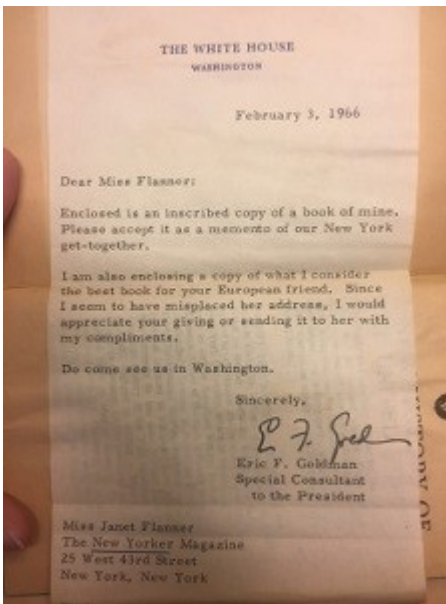 THE WHITE HOUSE
WASHINGTON
February 3, 1966
Dear Miss Flanner:
Enclosed is an inscribed copy of a book of mine.
Please accept it as a memento of our New York
get-together.
I am also enclosing a copy of what I consider
the best book for your European friend. Since
I seem to have misplaced her address, I would
appreciate your giving or sending it to her with
my compliments.
Do come see us in Washington.
Sincerely,
Eric F. Goldman
Special Consultant
to the President
Miss Janet Flanner
The New Yorker Magazine
25 West 43rd Street
New York, New York